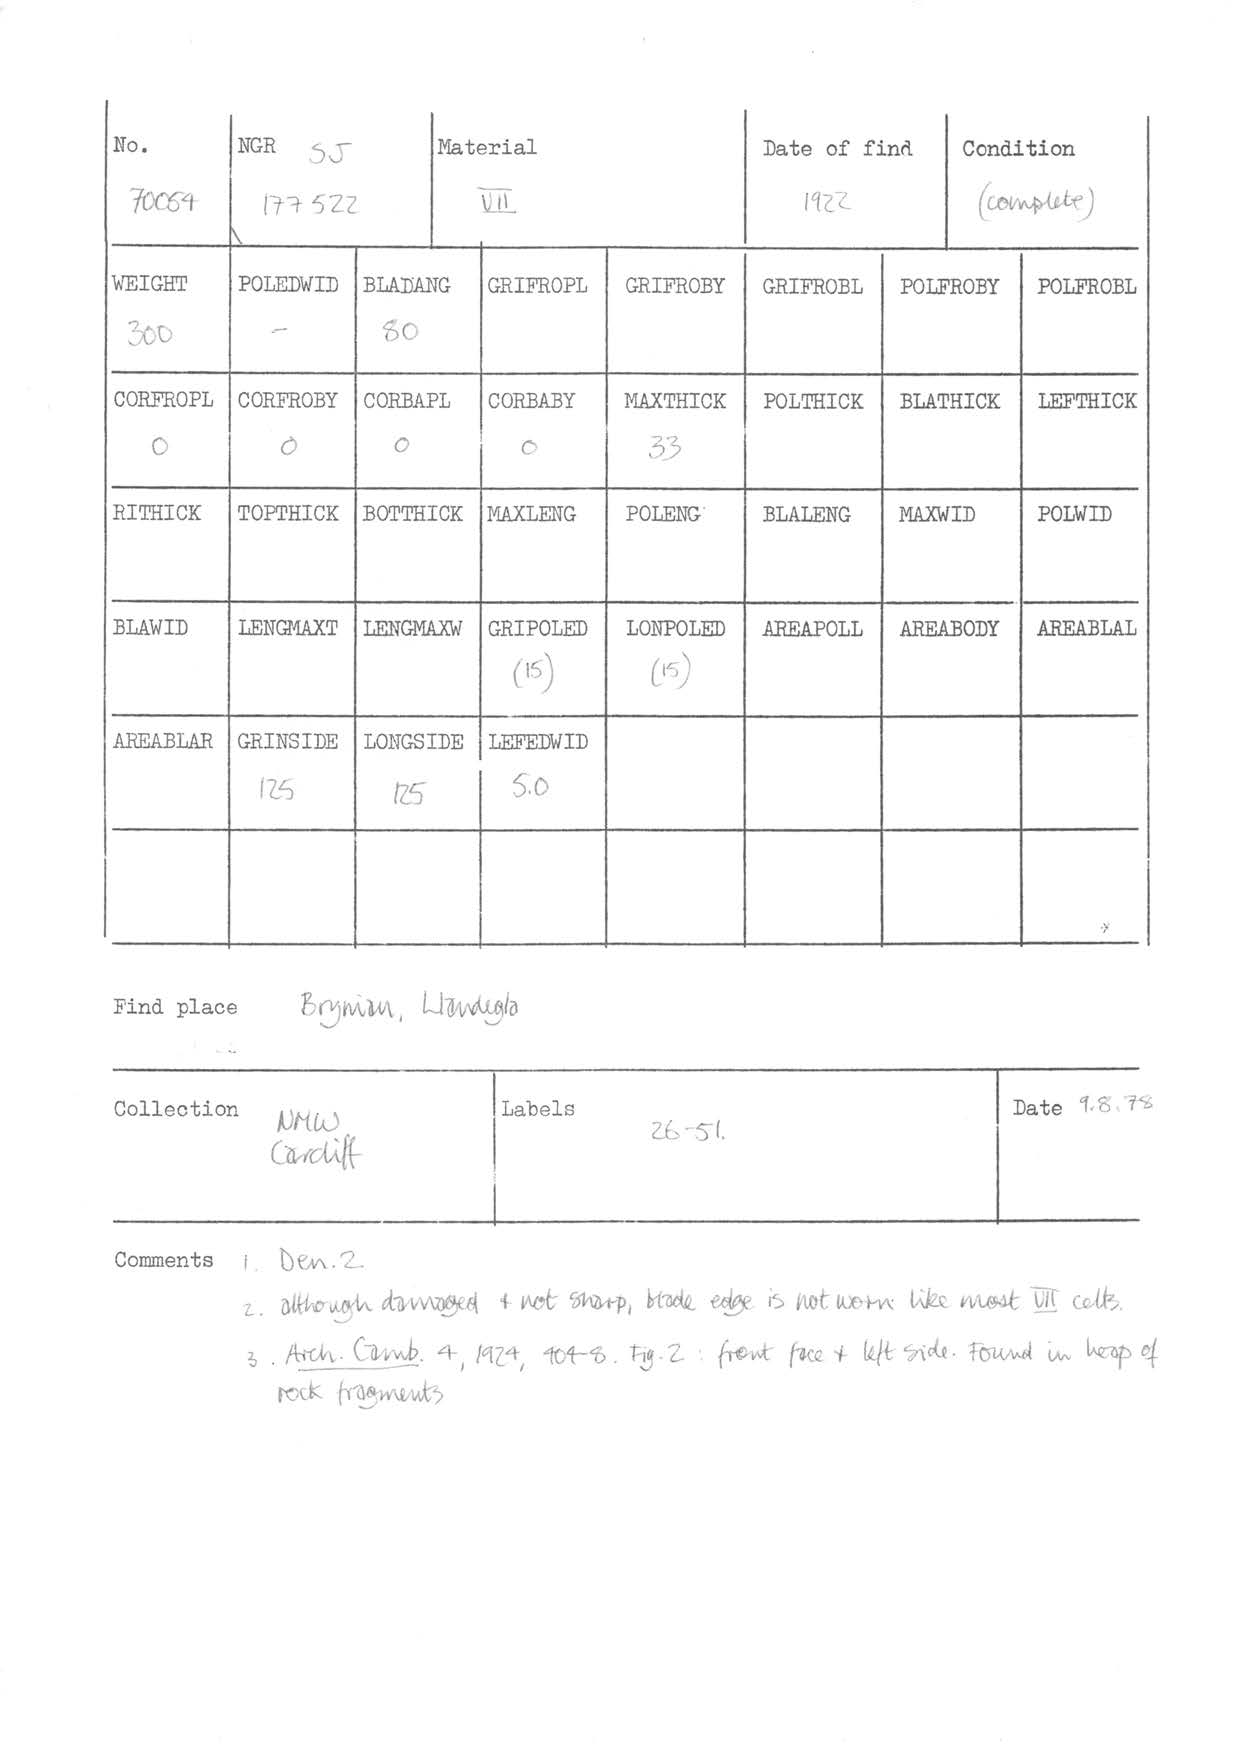 No. NGR SJ Material Date of find Condition
70064 177522 VII 1922 (complete)
WEIGHT POLEDWID BLADANG GRIFROPL GRIFROBY GRIFROBL POLFROBY POLFROBL
300 - 80
CORFROPL CORFROBY CORBAPL CORBABY MAXTHICK POLTHICK BLATHICK LEFTHICK
0 0 0 0 33
RITHICK TOPTHICK BOTTHICK MAXLENG POLENG BLALENG MAXWID POLWID
BLAWID LENGMAXT LENGMAXW GRIPOLED LONPOLED AREAPOLL AREABODY AREABLAL
(15) (15)
AREABLAR GRINSIDE LONGSIDE LEFEDWID
125 125 5.0
Find place Brynian, Llandegla
Collection NMW Labels Date 9.8.78
Cardiff 26-51.
Comments 1. Den. 2.
2. although damaged + not sharp, blade edge is not worn like most VII celts.
3. Arch. Camb. 4, 1924, 404-8. Fig. 2 : front face + left side. Found in heap of
rock fragments